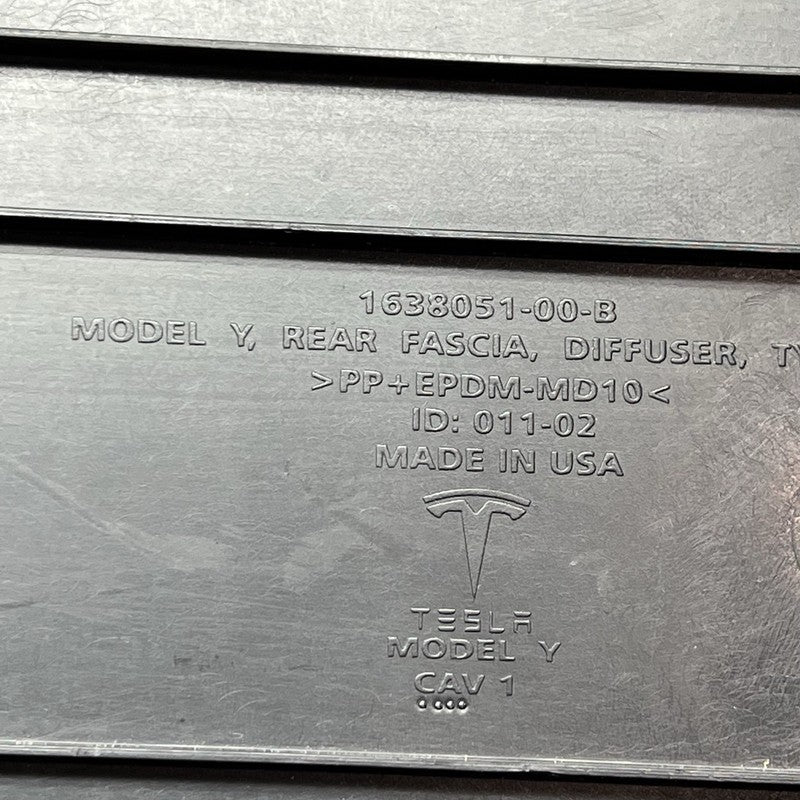 1638051-00-B
MODEL Y, REAR FASCIA, DIFFUSER,
>PP+EPDM-MD10<
ID: 011-02
MADE IN USA
TESLA
MODEL Y
CAV 1